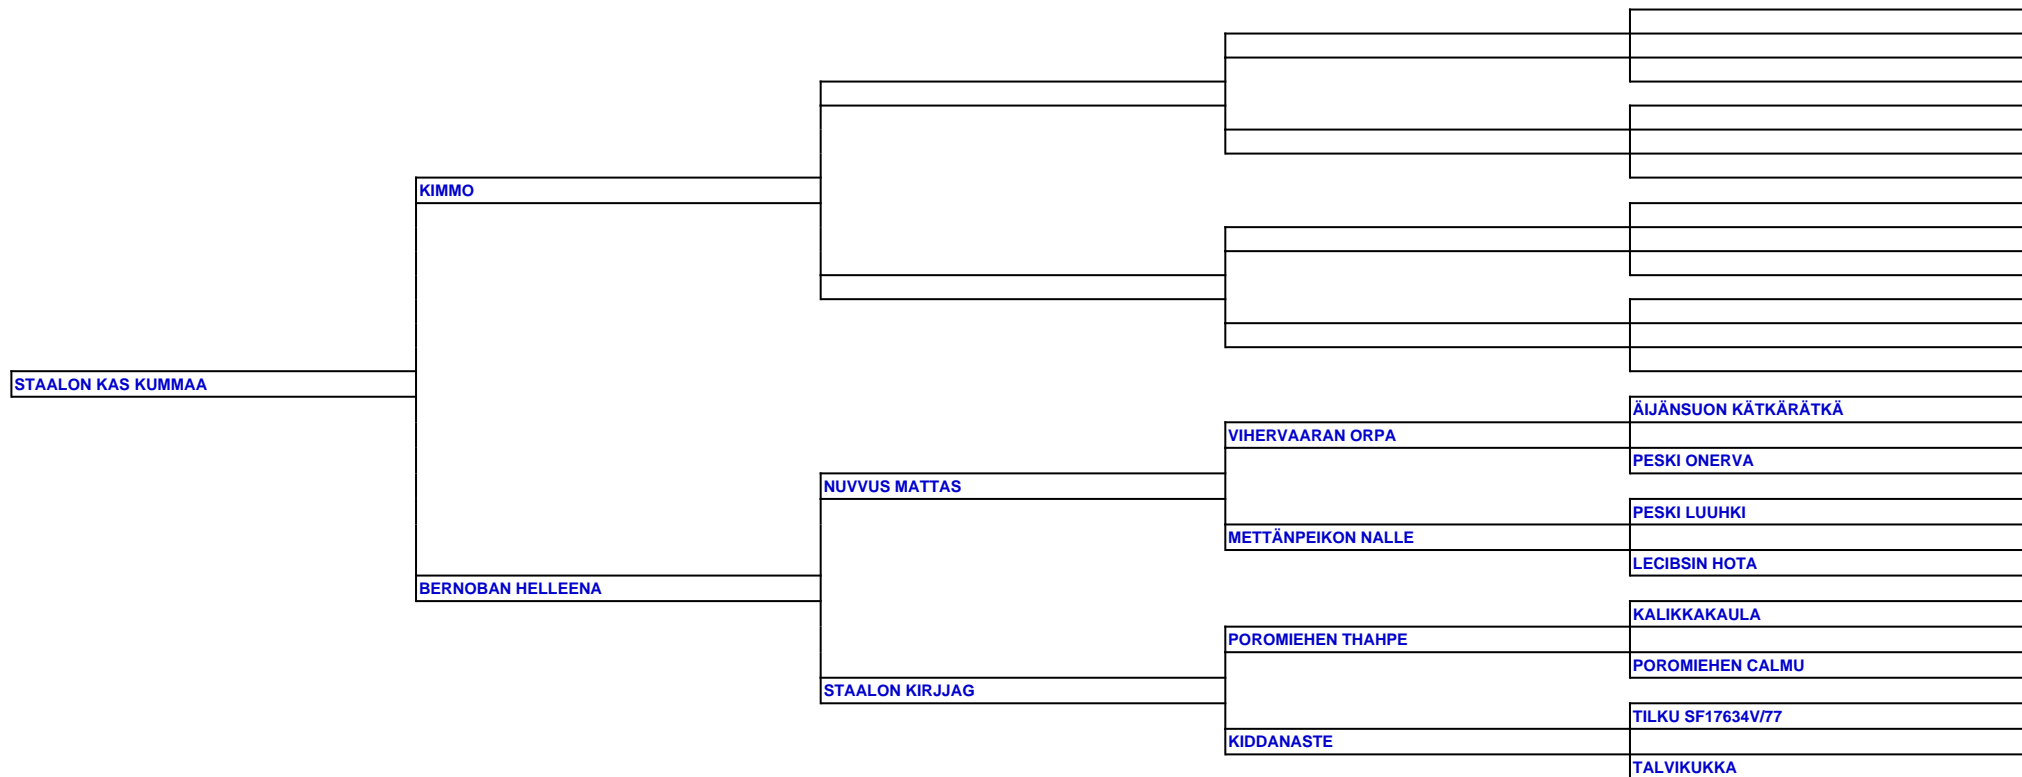 KIMMO
STAALON KAS KUMMAA
ÄIJÄNSUON KÄTKÄRÄTKÄ
VIHERVAARAN ORPA
PESKI ONERVA
NUVVUS MATTAS
PESKI LUUHKI
METTÄNPEIKON NALLE
LECIBSIN HOTA
BERNOBAN HELLEENA
KALIKKAKAULA
POROMIEHEN THAHPE
POROMIEHEN CALMU
STAALON KIRJJAG
TILKU SF17634V/77
KIDDANASTE
TALVIKUKKA